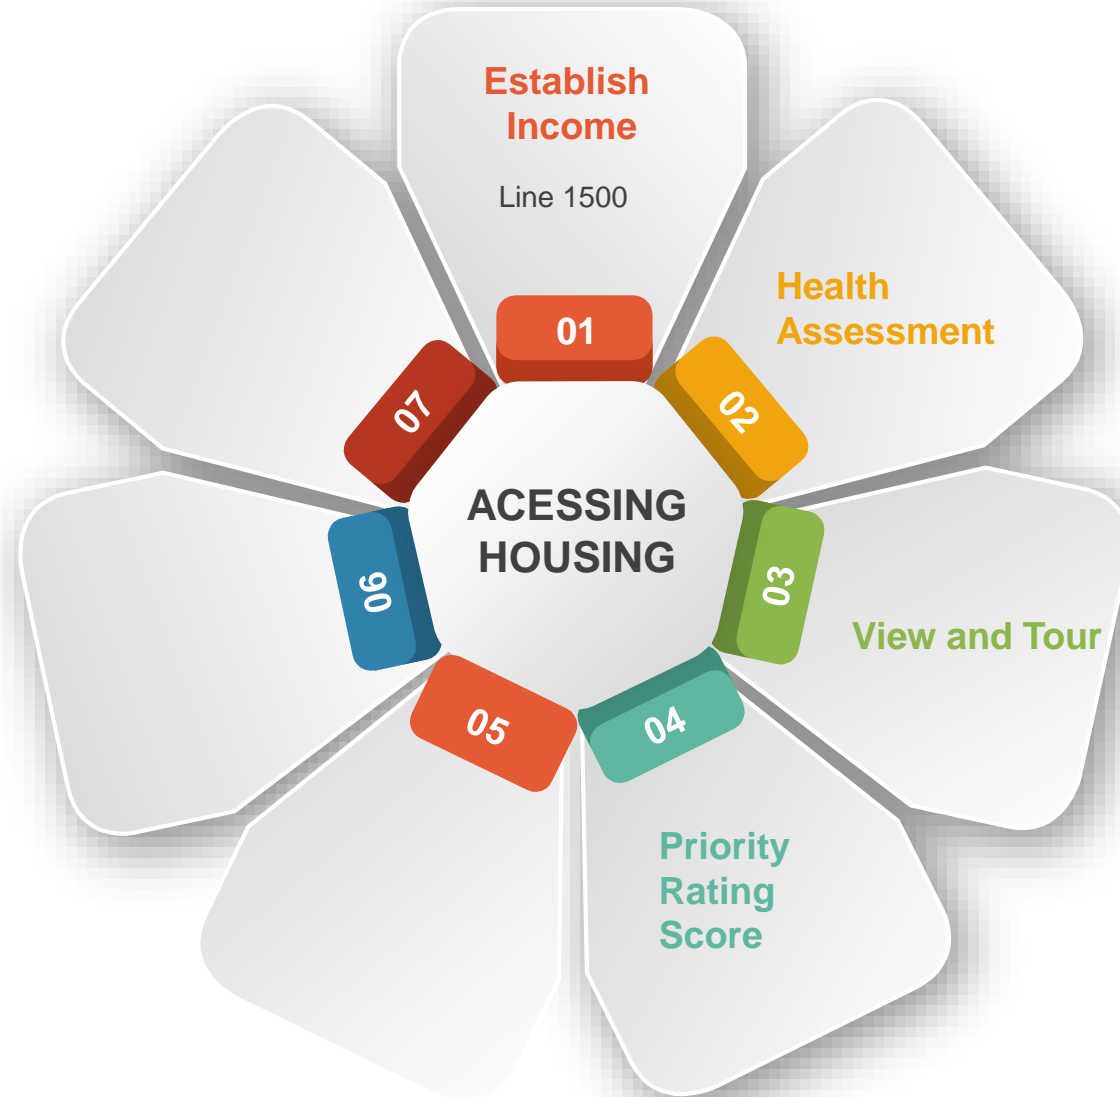 Establish
Income
Line 1500
01
Health
Assessment
02
ACESSING
HOUSING
03
View and Tour
04
Priority
Rating
Score
05
06
07